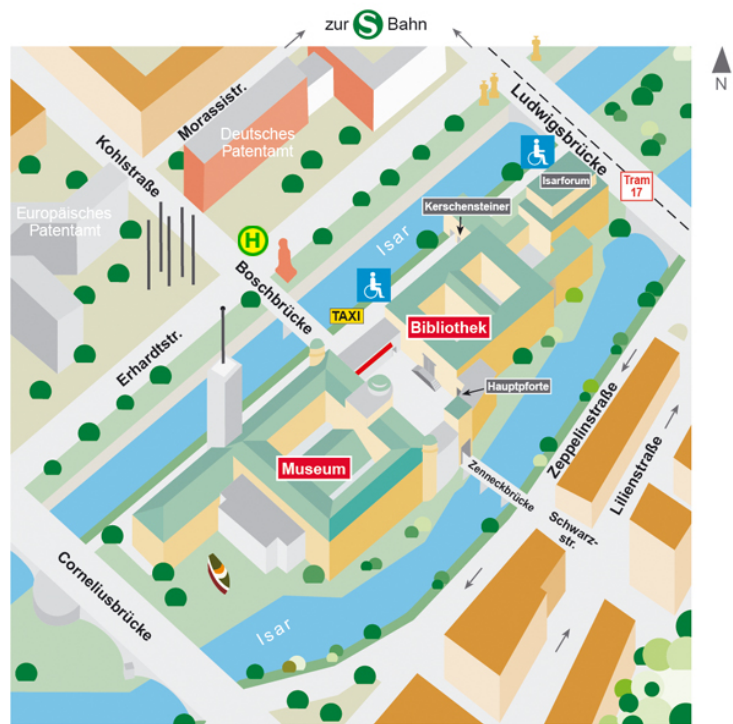 zur S Bahn
N
Ludwigsbrücke
Morassistr.
Deutsches
Patentamt
Kohlstraße
Isarforum
Tram
17
Kerschensteiner
Europäisches
Patentamt
Isar
H
Boschbrücke
TAXI
Bibliothek
Erhardtstr.
Hauptpforte
Zeppelinstraße
Lilienstraße
Museum
Zenneckbrücke
Schwarz-
str.
Corneliusbrücke
Isar